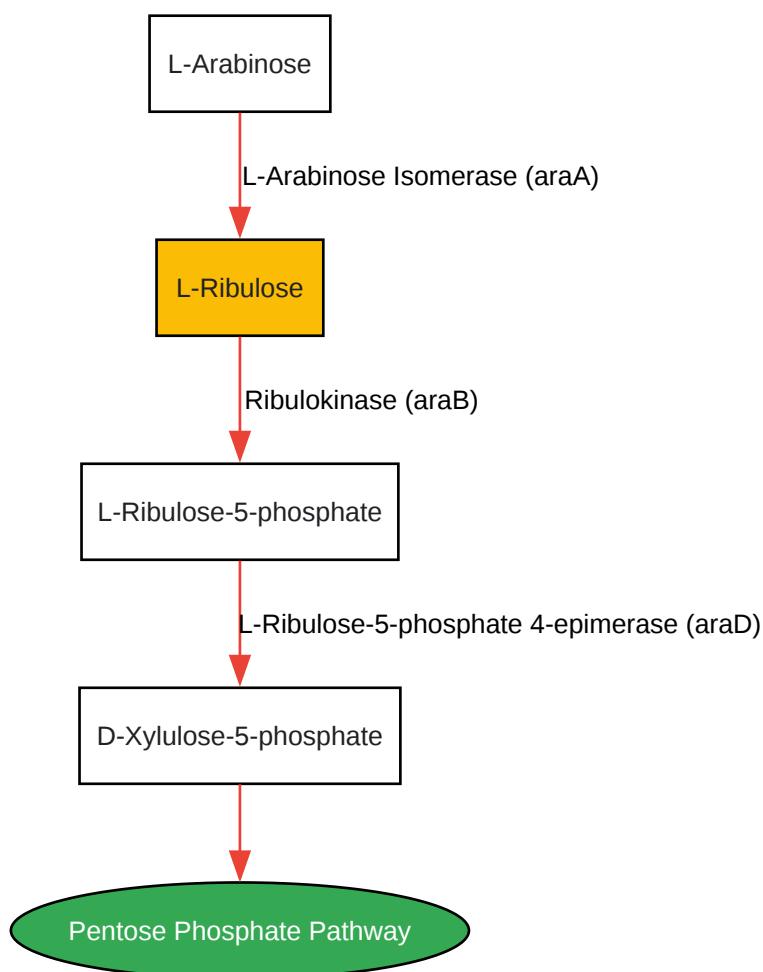 L-Arabinose
L-Arabinose Isomerase (araA)
L-Ribulose
Ribulokinase (araB)
L-Ribulose-5-phosphate
L-Ribulose-5-phosphate 4-epimerase (araD)
D-Xylulose-5-phosphate
Pentose Phosphate Pathway